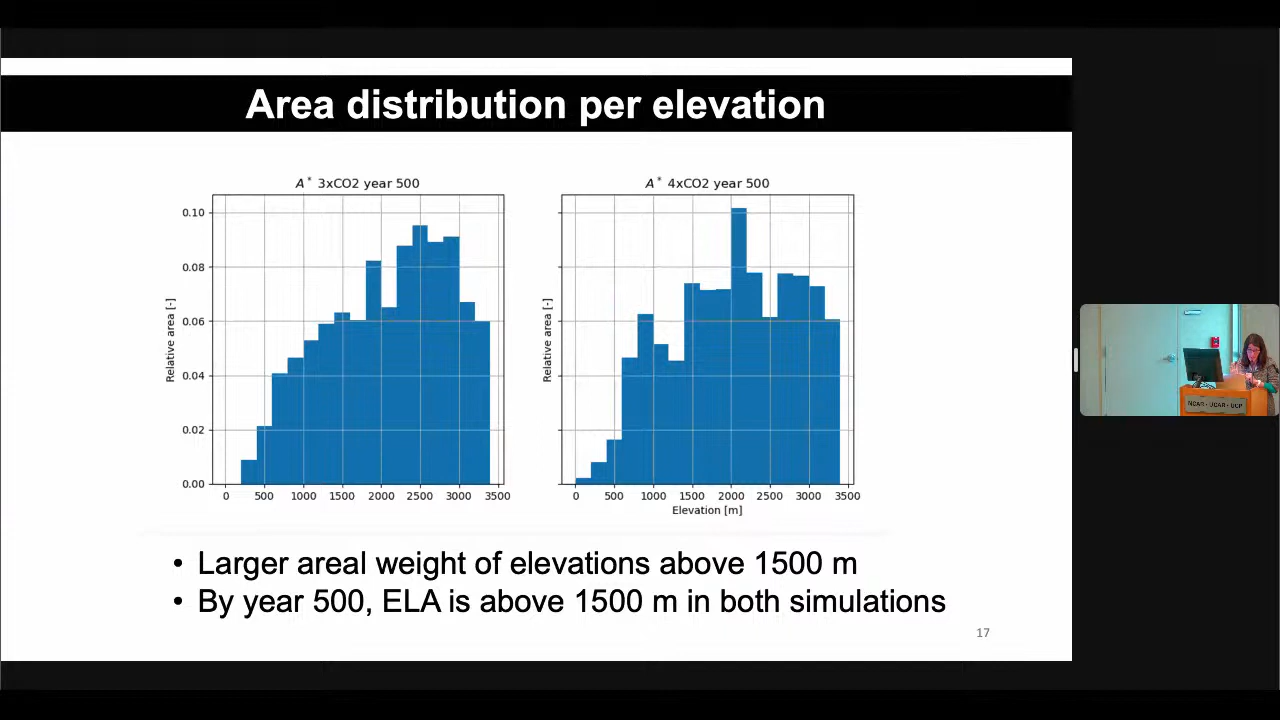 Area distribution per elevation
A* 3xCO2 year 500
A* 4xCO2 year 500
0.10
0.08
0.06
0.04
0.02
0.00
Relative area [-]
Relative area [-]
0 500 1000 1500 2000 2500 3000 3500
0 500 1000 1500 2000 2500 3000 3500
Elevation [m]
• Larger areal weight of elevations above 1500 m
• By year 500, ELA is above 1500 m in both simulations
17
NCAR - UCAR - UCP